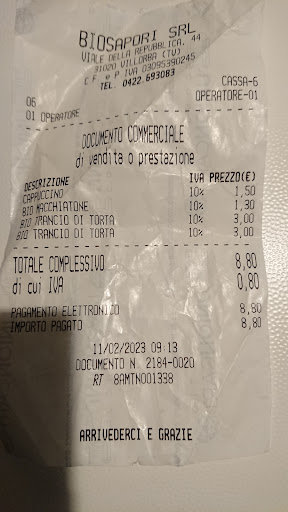 BIOSAPORI SRL
VIALE DELLA REPUBBLICA, 44
31020 VILLORBA (TV)
C.F. e P.IVA 03095390245
TEL. 0422.693083
CASSA-6
06 OPERATORE-01
01 OPERATORE
DOCUMENTO COMMERCIALE
di vendita o prestazione
DESCRIZIONE IVA PREZZO(€)
CAPPUCCINO 10% 1,50
BIO MACCHIATONE 10% 1,30
BIO TRANCIO DI TORTA 10% 3,00
BIO TRANCIO DI TORTA 10% 3,00
TOTALE COMPLESSIVO 8,80
di cui IVA 0,80
PAGAMENTO ELETTRONICO 8,80
IMPORTO PAGATO 8,80
11/02/2023 09:13
DOCUMENTO N. 2184-0020
RT 8AMTN001338
ARRIVEDERCI E GRAZIE